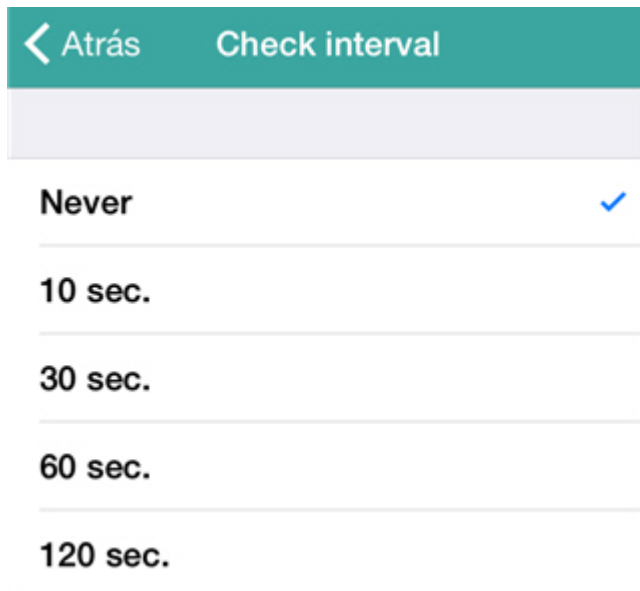 Atrás Check interval
Never
10 sec.
30 sec.
60 sec.
120 sec.